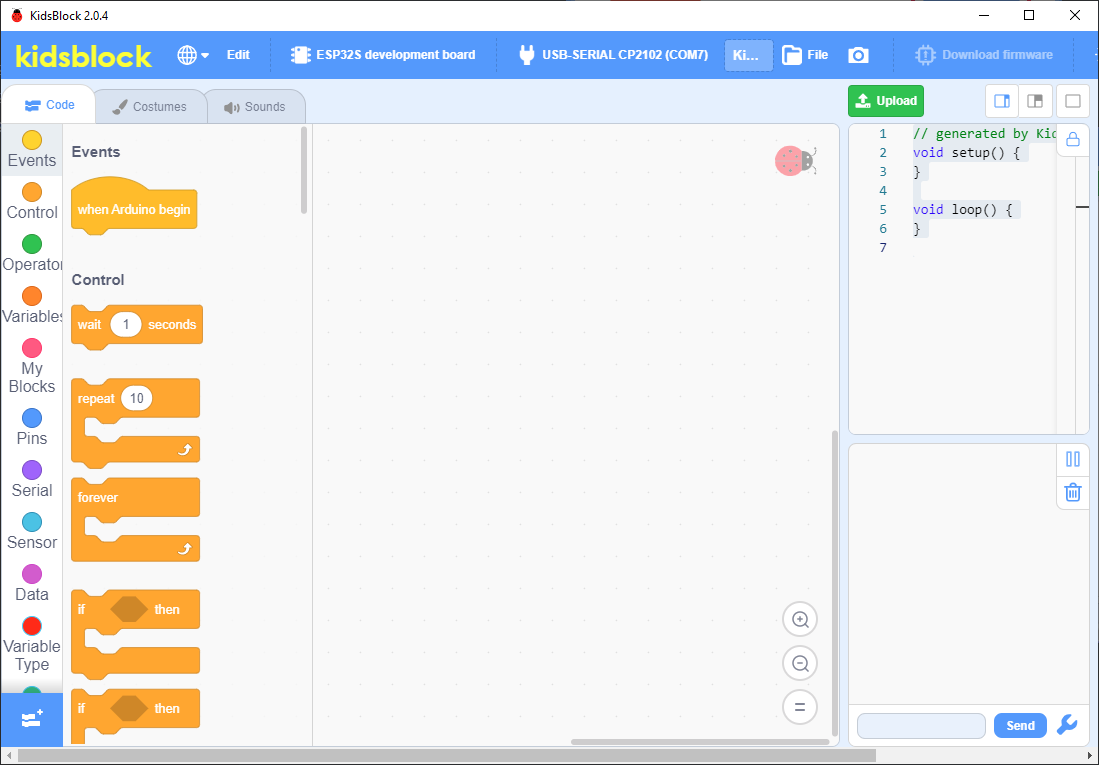 KidsBlock 2.0.4
kidsblock
Edit
ESP32S development board
USB-SERIAL CP2102 (COM7)
Ki...
File
Download firmware
Code
Costumes
Sounds
Upload
Events
Control
Operator
Variables
My
Blocks
Pins
Serial
Sensor
Data
Variable
Type
Events
when Arduino begin
Control
wait 1 seconds
repeat 10
forever
if then
if then
1 // generated by Kid
2 void setup() {
3 }
4
5 void loop() {
6 }
7
Send